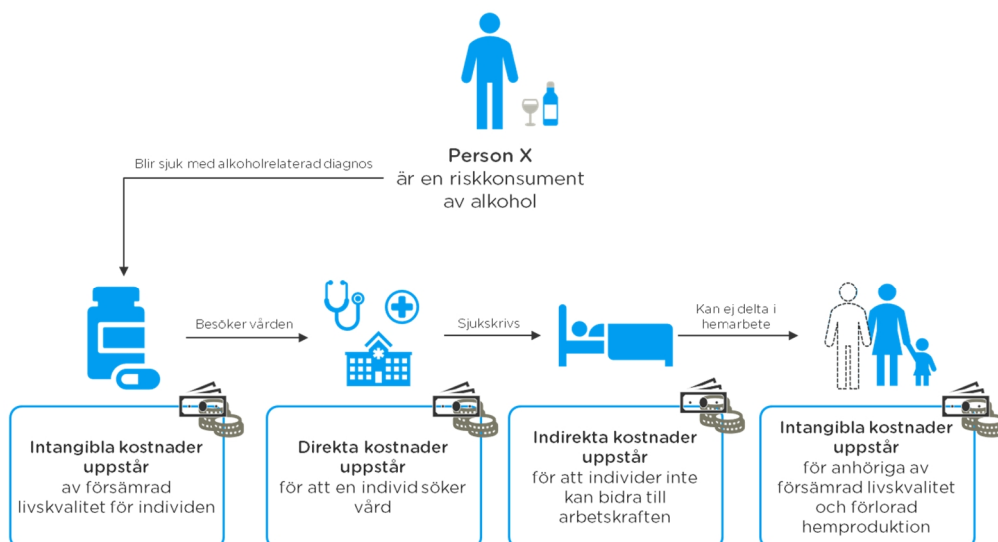 Person X
är en riskkonsument
av alkohol
Blir sjuk med alkoholrelaterad diagnos
Besöker vården
Sjukskrivs
Kan ej delta i
hemarbete
Intangibla kostnader
uppstår
av försämrad
livskvalitet för individen
Direkta kostnader
uppstår
för att en individ söker
vård
Indirekta kostnader
uppstår
för att individer inte
kan bidra till
arbetskraften
Intangibla kostnader
uppstår
för anhöriga av
försämrad livskvalitet
och förlorad
hemproduktion